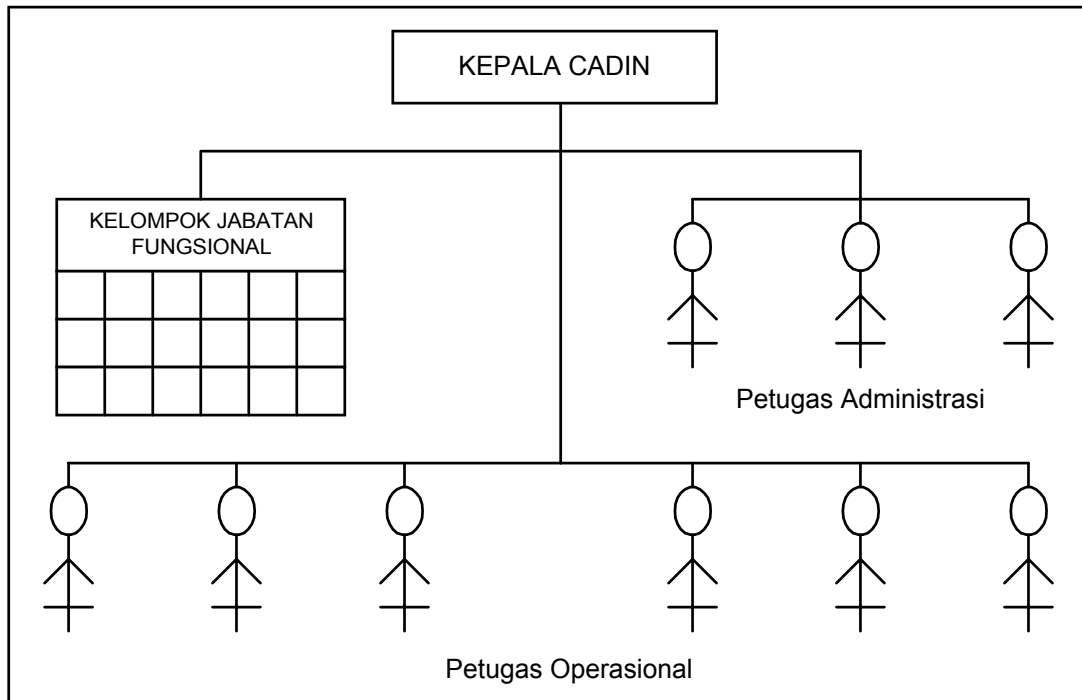 KEPALA CADIN
KELOMPOK JABATAN
FUNGSIONAL
Petugas Administrasi
Petugas Operasional